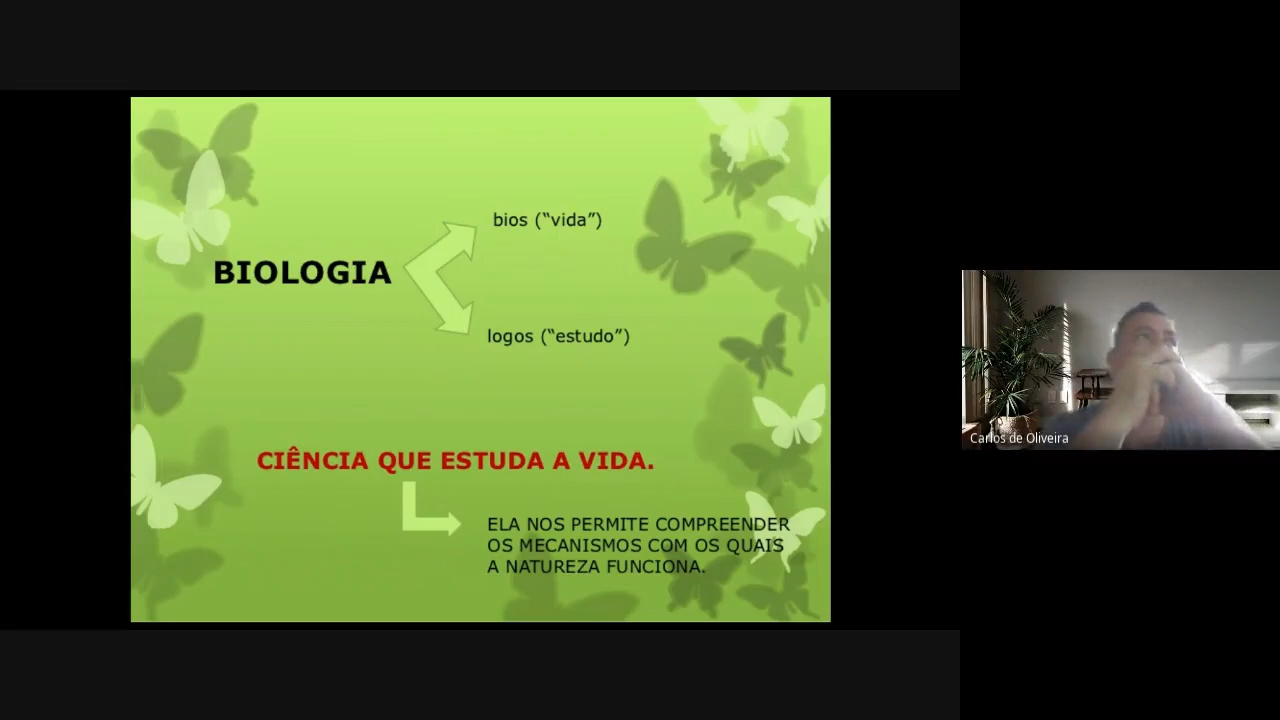 bios (“vida”)
BIOLOGIA
logos (“estudo”)
CIÊNCIA QUE ESTUDA A VIDA.
ELA NOS PERMITE COMPREENDER
OS MECANISMOS COM OS QUAIS
A NATUREZA FUNCIONA.
Carlos de Oliveira